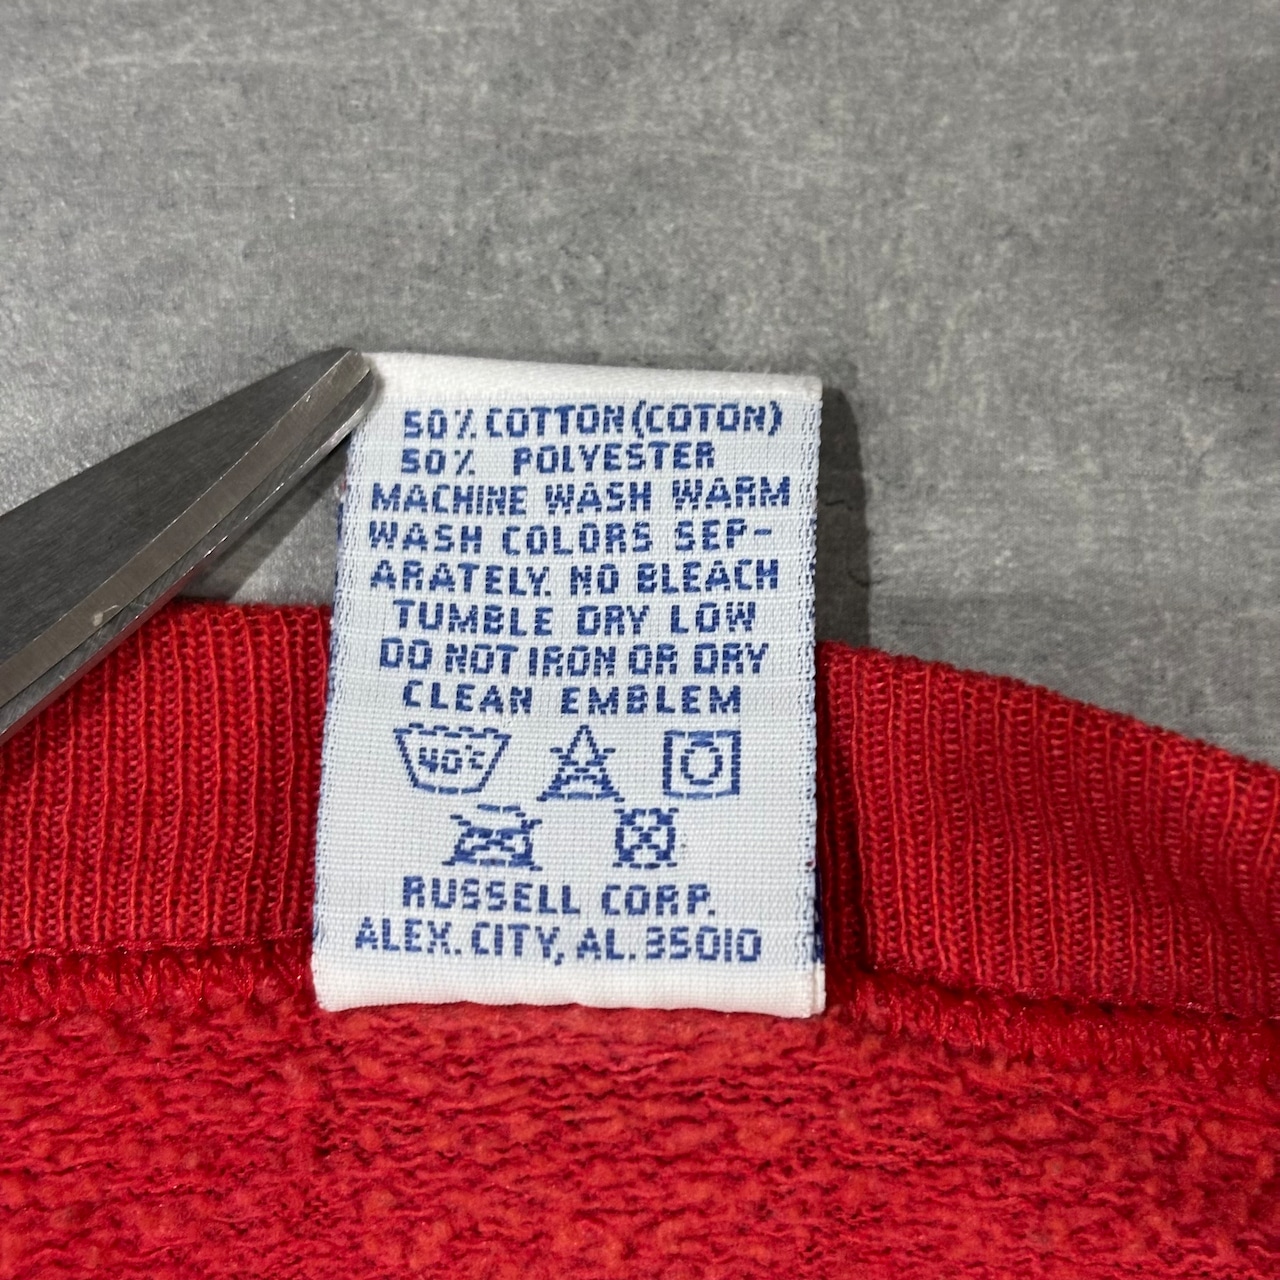 50% COTTON (COTON)
50% POLYESTER
MACHINE WASH WARM
WASH COLORS SEP-
ARATELY. NO BLEACH
TUMBLE DRY LOW
DO NOT IRON OR DRY
CLEAN EMBLEM
40°C
RUSSELL CORP.
ALEX. CITY, AL. 35010